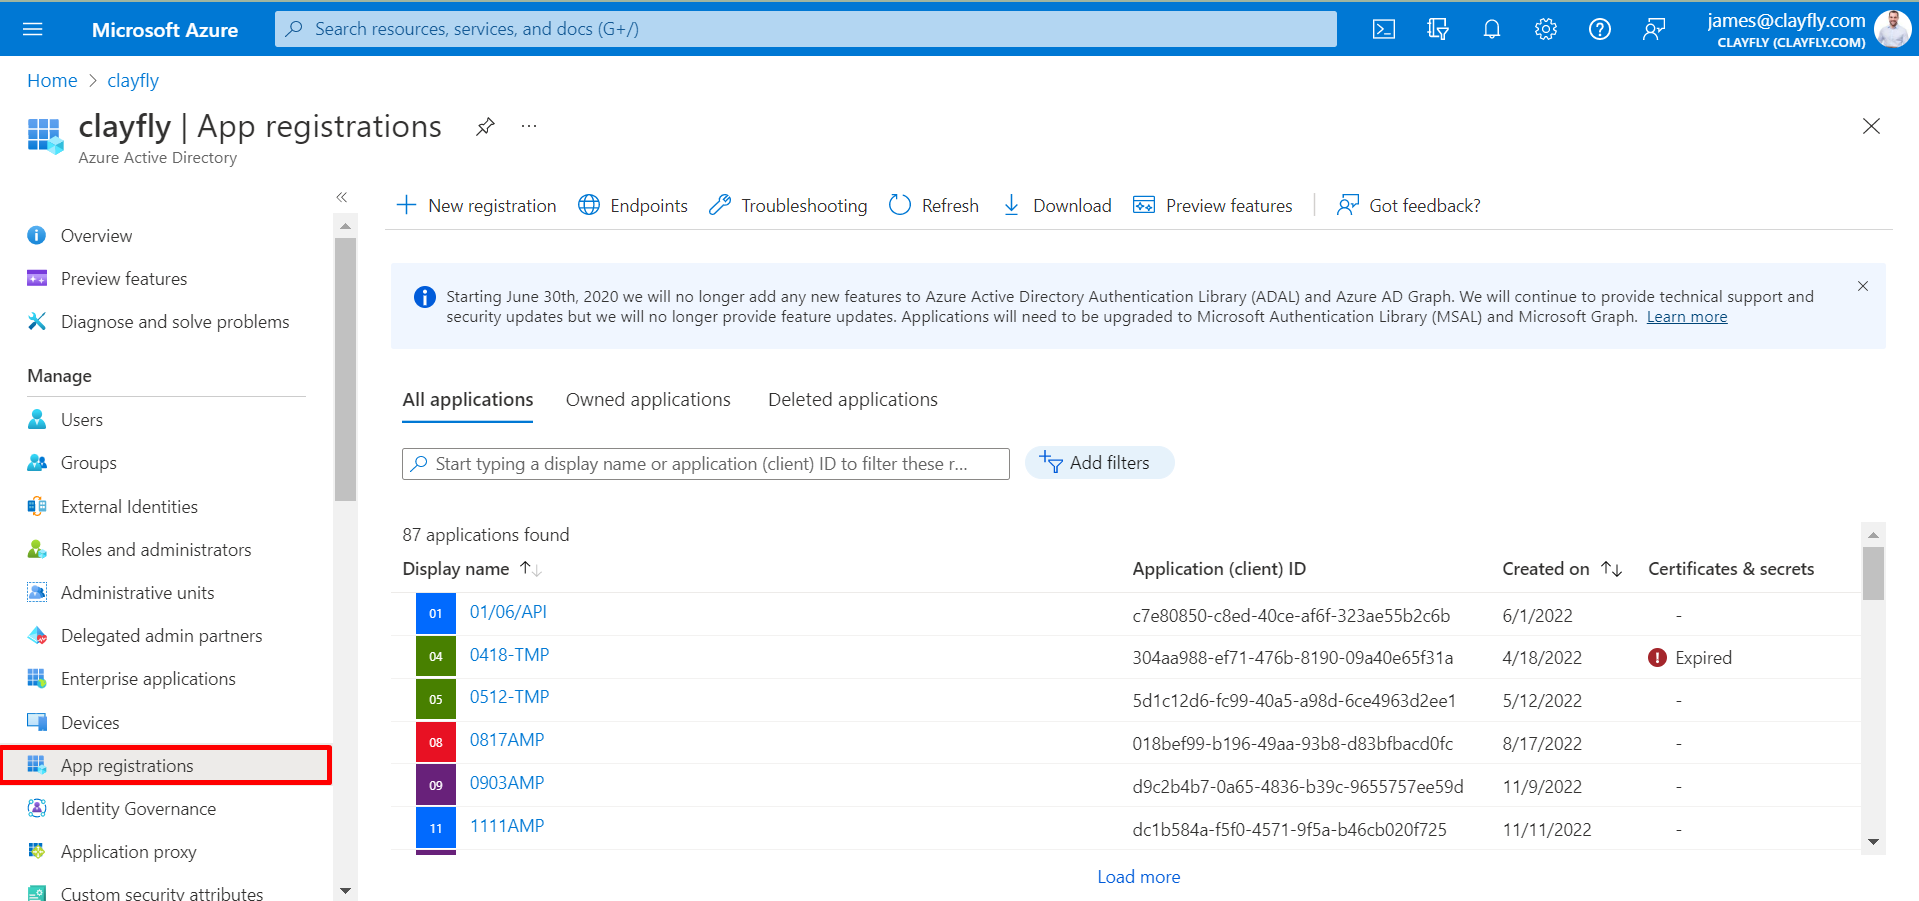 Microsoft Azure
Search resources, services, and docs (G+/)
james@clayfly.com
CLAYFLY (CLAYFLY.COM)
Home > clayfly
clayfly | App registrations
Azure Active Directory
Overview
Preview features
Diagnose and solve problems
Manage
Users
Groups
External Identities
Roles and administrators
Administrative units
Delegated admin partners
Enterprise applications
Devices
App registrations
Identity Governance
Application proxy
Custom security attributes
New registration Endpoints Troubleshooting Refresh Download Preview features Got feedback?
Starting June 30th, 2020 we will no longer add any new features to Azure Active Directory Authentication Library (ADAL) and Azure AD Graph. We will continue to provide technical support and
security updates but we will no longer provide feature updates. Applications will need to be upgraded to Microsoft Authentication Library (MSAL) and Microsoft Graph. Learn more
All applications Owned applications Deleted applications
Start typing a display name or application (client) ID to filter these r...
Add filters
87 applications found
Display name Application (client) ID Created on Certificates & secrets
01 01/06/API c7e80850-c8ed-40ce-af6f-323ae55b2c6b 6/1/2022 -
04 0418-TMP 304aa988-ef71-476b-8190-09a40e65f31a 4/18/2022 Expired
05 0512-TMP 5d1c12d6-fc99-40a5-a98d-6ce4963d2ee1 5/12/2022 -
08 0817AMP 018bef99-b196-49aa-93b8-d83bfbacd0fc 8/17/2022 -
09 0903AMP d9c2b4b7-0a65-4836-b39c-9655757ee59d 11/9/2022 -
11 1111AMP dc1b584a-f5f0-4571-9f5a-b46cb020f725 11/11/2022 -
Load more